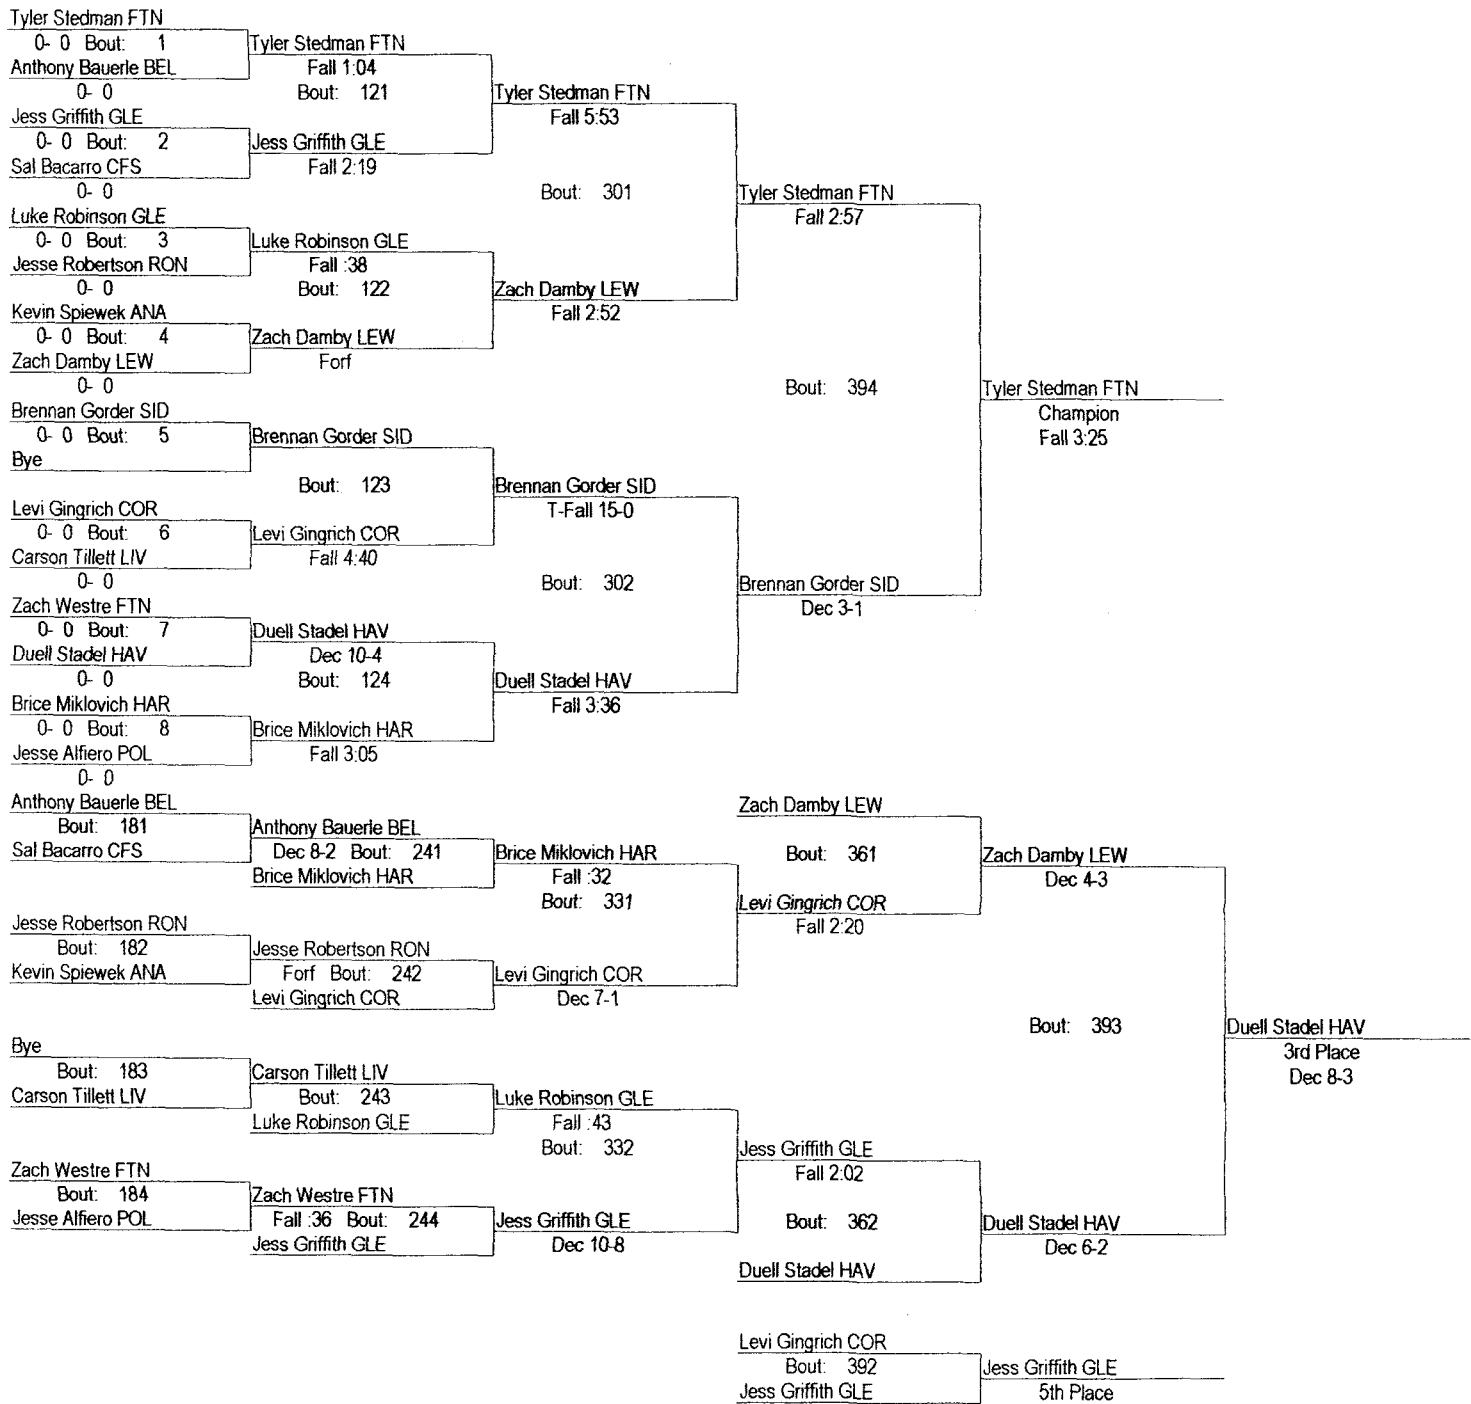 Tyler Stedman FTN
0- 0 Bout: 1
Tyler Stedman FTN
Anthony Bauerle BEL
Fall 1:04
0- 0
Bout: 121
Tyler Stedman FTN
Jess Griffith GLE
Fall 5:53
0- 0 Bout: 2
Jess Griffith GLE
Sal Bacarro CFS
Fall 2:19
0- 0
Bout: 301
Tyler Stedman FTN
Luke Robinson GLE
Fall 2:57
0- 0 Bout: 3
Luke Robinson GLE
Jesse Robertson RON
Fall :38
0- 0
Bout: 122
Zach Damby LEW
Kevin Spiewek ANA
Fall 2:52
0- 0 Bout: 4
Zach Damby LEW
Zach Damby LEW
Forf
0- 0
Bout: 394
Tyler Stedman FTN
Brennan Gorder SID
Champion
0- 0 Bout: 5
Brennan Gorder SID
Fall 3:25
Bye
Bout: 123
Brennan Gorder SID
Levi Gingrich COR
T-Fall 15-0
0- 0 Bout: 6
Levi Gingrich COR
Carson Tillett LIV
Fall 4:40
0- 0
Bout: 302
Brennan Gorder SID
Zach Westre FTN
Dec 3-1
0- 0 Bout: 7
Duell Stadel HAV
Duell Stadel HAV
Dec 10-4
0- 0
Bout: 124
Duell Stadel HAV
Brice Miklovich HAR
Fall 3:36
0- 0 Bout: 8
Brice Miklovich HAR
Jesse Alfiero POL
Fall 3:05
0- 0
Anthony Bauerle BEL
Zach Damby LEW
Bout: 181
Anthony Bauerle BEL
Sal Bacarro CFS
Dec 8-2 Bout: 241
Brice Miklovich HAR
Bout: 361
Zach Damby LEW
Brice Miklovich HAR
Fall :32
Dec 4-3
Bout: 331
Levi Gingrich COR
Jesse Robertson RON
Fall 2:20
Bout: 182
Jesse Robertson RON
Kevin Spiewek ANA
Forf Bout: 242
Levi Gingrich COR
Levi Gingrich COR
Dec 7-1
Bout: 393
Duell Stadel HAV
Bye
3rd Place
Bout: 183
Carson Tillett LIV
Dec 8-3
Carson Tillett LIV
Bout: 243
Luke Robinson GLE
Luke Robinson GLE
Fall :43
Bout: 332
Jess Griffith GLE
Zach Westre FTN
Fall 2:02
Bout: 184
Zach Westre FTN
Jesse Alfiero POL
Fall :36 Bout: 244
Jess Griffith GLE
Bout: 362
Duell Stadel HAV
Jess Griffith GLE
Dec 10-8
Dec 6-2
Duell Stadel HAV
Levi Gingrich COR
Bout: 392
Jess Griffith GLE
Jess Griffith GLE
5th Place